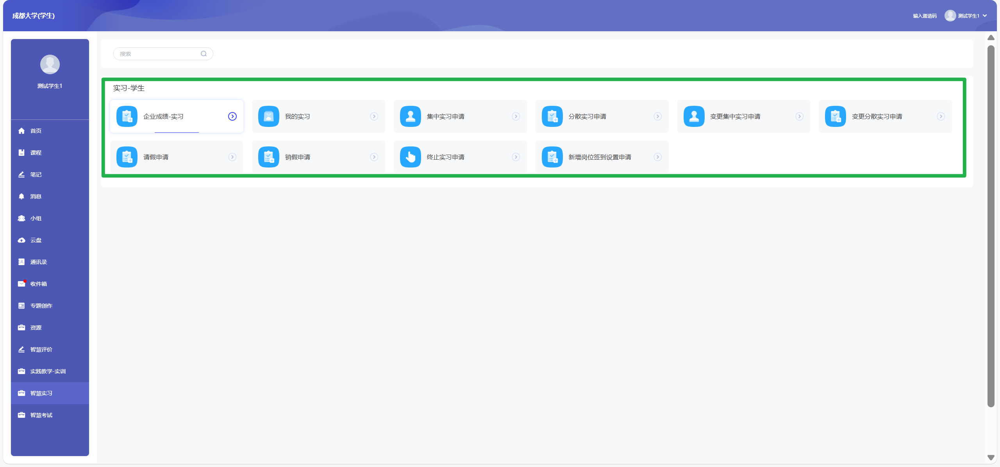 成都大学(学生)
输入邀请码
测试学生1
测试学生1
首页
课程
笔记
消息
小组
云盘
通讯录
收件箱
专题创作
资源
智慧评价
实践教学-实训
智慧实习
智慧考试
搜索
实习-学生
企业成绩-实习
我的实习
集中实习申请
分散实习申请
变更集中实习申请
变更分散实习申请
请假申请
销假申请
终止实习申请
新增岗位签到设置申请